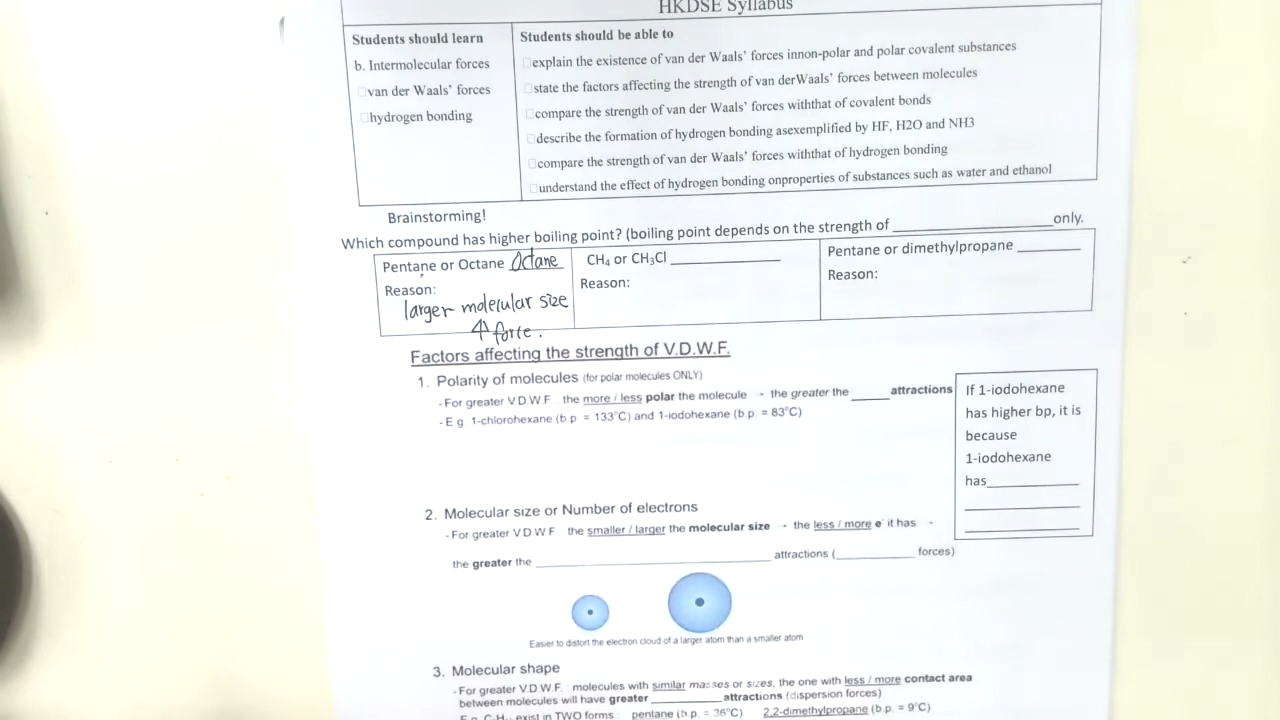 HKDSE Syllabus
Students should learn
b. Intermolecular forces
□van der Waals' forces
□hydrogen bonding
Students should be able to
□explain the existence of van der Waals' forces innon-polar and polar covalent substances
□state the factors affecting the strength of van derWaals' forces between molecules
□compare the strength of van der Waals' forces withthat of covalent bonds
□describe the formation of hydrogen bonding asexemplified by HF, H2O and NH3
□compare the strength of van der Waals' forces withthat of hydrogen bonding
□understand the effect of hydrogen bonding onproperties of substances such as water and ethanol
Brainstorming!
Which compound has higher boiling point? (boiling point depends on the strength of ____________________only.
Pentane or Octane Octane
Reason:
larger molecular size
↑ force.
CH₄ or CH₃Cl ______________
Reason:
Pentane or dimethylpropane ________
Reason:
Factors affecting the strength of V.D.W.F.
1. Polarity of molecules (for polar molecules ONLY)
- For greater V.D.W.F the more / less polar the molecule → the greater the _____ attractions
- E g 1-chlorohexane (b p = 133°C) and 1-iodohexane (b p. = 83°C)
If 1-iodohexane
has higher bp, it is
because
1-iodohexane
has____________
2. Molecular size or Number of electrons
- For greater V D W F the smaller / larger the molecular size → the less / more e⁻ it has →
the greater the ______________________________ attractions (__________ forces)
Easier to distort the electron cloud of a larger atom than a smaller atom
3. Molecular shape
- For greater V.D.W.F. molecules with similar masses or sizes, the one with less / more contact area
between molecules will have greater _________attractions (dispersion forces)
exist in TWO forms pentane (b p. = 36°C) 2,2-dimethylpropane (b.p. = 9°C)